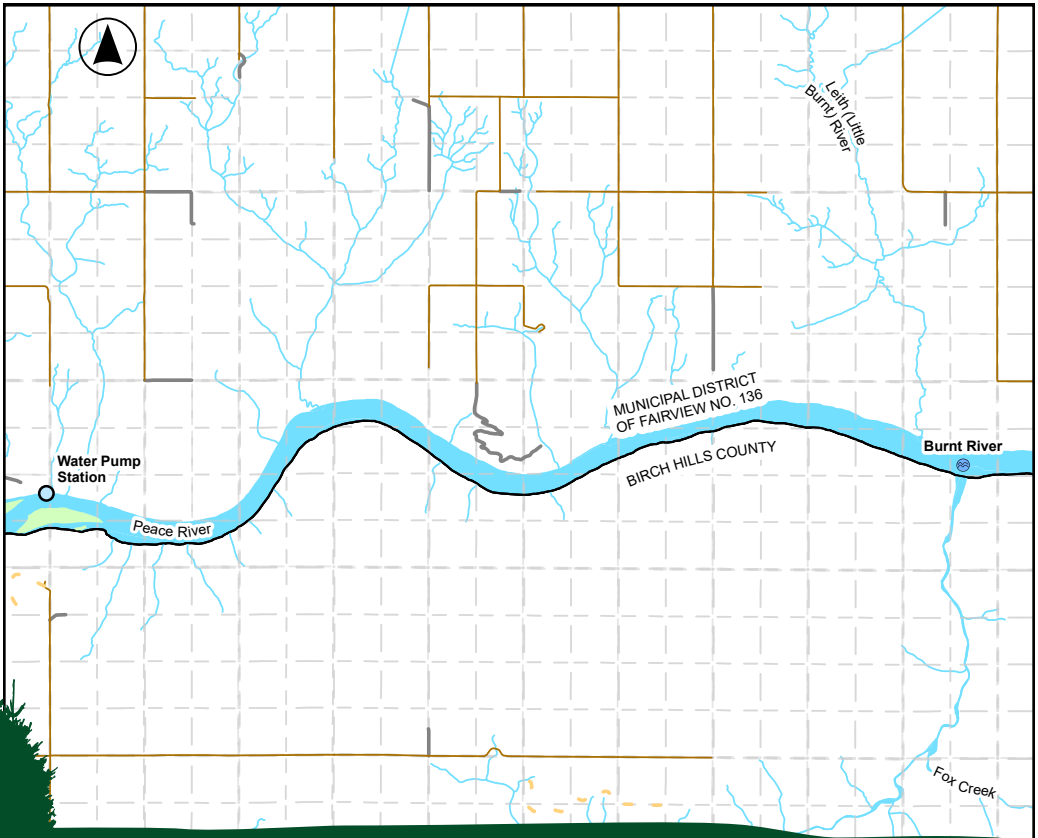 Leith (Little
Burnt) River
MUNICIPAL DISTRICT
OF FAIRVIEW NO. 136
BIRCH HILLS COUNTY
Burnt River
Water Pump
Station
Peace River
Fox Creek